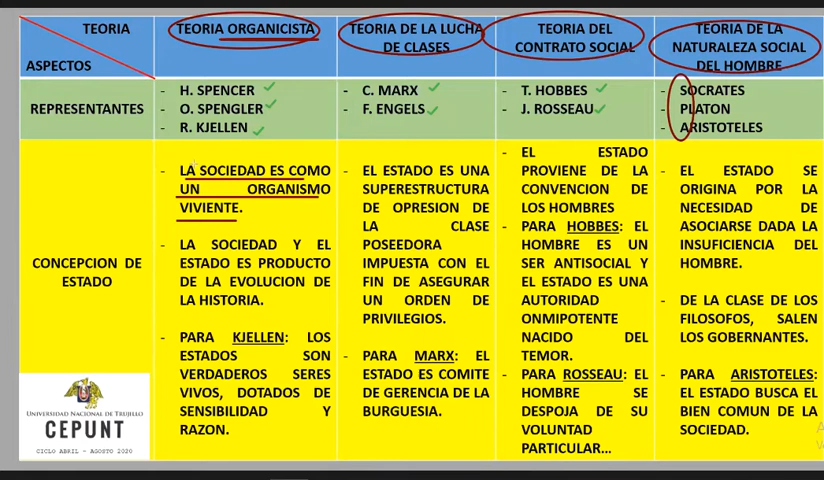 TEORIA
ASPECTOS
TEORIA ORGANICISTA
TEORIA DE LA LUCHA
DE CLASES
TEORIA DEL
CONTRATO SOCIAL
TEORIA DE LA
NATURALEZA SOCIAL
DEL HOMBRE
REPRESENTANTES
- H. SPENCER
- O. SPENGLER
- R. KJELLEN
- C. MARX
- F. ENGELS
- T. HOBBES
- J. ROSSEAU
- SOCRATES
- PLATON
- ARISTOTELES
CONCEPCION DE
ESTADO
- LA SOCIEDAD ES COMO
UN ORGANISMO
VIVIENTE.
- LA SOCIEDAD Y EL
ESTADO ES PRODUCTO
DE LA EVOLUCION DE
LA HISTORIA.
- PARA KJELLEN: LOS
ESTADOS SON
VERDADEROS SERES
VIVOS, DOTADOS DE
SENSIBILIDAD Y
RAZON.
- EL ESTADO ES UNA
SUPERESTRUCTURA
DE OPRESION DE
LA CLASE
POSEEDORA
IMPUESTA CON EL
FIN DE ASEGURAR
UN ORDEN DE
PRIVILEGIOS.
- PARA MARX: EL
ESTADO ES COMITE
DE GERENCIA DE LA
BURGUESIA.
- EL ESTADO
PROVIENE DE LA
CONVENCION DE
LOS HOMBRES
- PARA HOBBES: EL
HOMBRE ES UN
SER ANTISOCIAL Y
EL ESTADO ES UNA
AUTORIDAD
ONMIPOTENTE
NACIDO DEL
TEMOR.
- PARA ROSSEAU: EL
HOMBRE SE
DESPOJA DE SU
VOLUNTAD
PARTICULAR...
- EL ESTADO SE
ORIGINA POR LA
NECESIDAD DE
ASOCIARSE DADA LA
INSUFICIENCIA DEL
HOMBRE.
- DE LA CLASE DE LOS
FILOSOFOS, SALEN
LOS GOBERNANTES.
- PARA ARISTOTELES:
EL ESTADO BUSCA EL
BIEN COMUN DE LA
SOCIEDAD.
UNIVERSIDAD NACIONAL DE TRUJILLO
CEPUNT
CICLO ABRIL – AGOSTO 2020